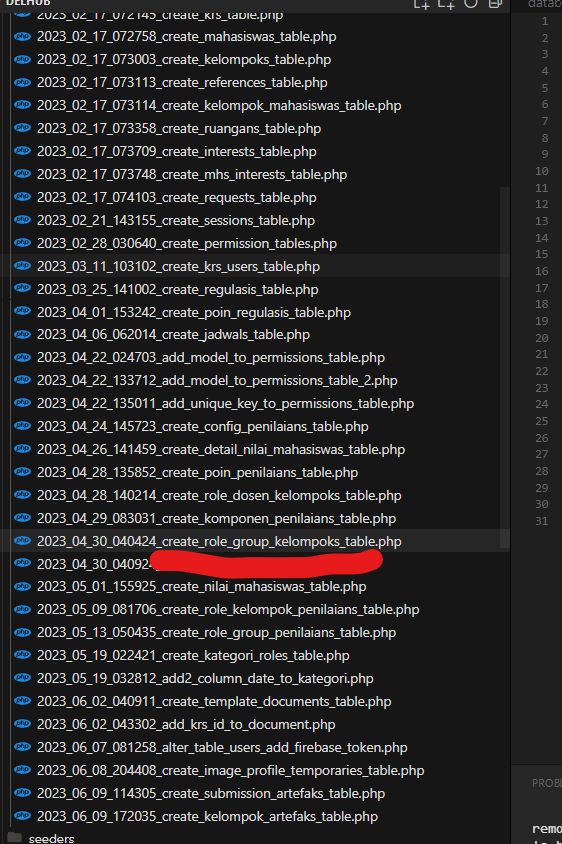 DELHUB
2023_02_17_072145_create_krs_table.php
2023_02_17_072758_create_mahasiswas_table.php
2023_02_17_073003_create_kelompoks_table.php
2023_02_17_073113_create_references_table.php
2023_02_17_073114_create_kelompok_mahasiswas_table.php
2023_02_17_073358_create_ruangans_table.php
2023_02_17_073709_create_interests_table.php
2023_02_17_073748_create_mhs_interests_table.php
2023_02_17_074103_create_requests_table.php
2023_02_21_143155_create_sessions_table.php
2023_02_28_030640_create_permission_tables.php
2023_03_11_103102_create_krs_users_table.php
2023_03_25_141002_create_regulasis_table.php
2023_04_01_153242_create_poin_regulasis_table.php
2023_04_06_062014_create_jadwals_table.php
2023_04_22_024703_add_model_to_permissions_table.php
2023_04_22_133712_add_model_to_permissions_table_2.php
2023_04_22_135011_add_unique_key_to_permissions_table.php
2023_04_24_145723_create_config_penilaians_table.php
2023_04_26_141459_create_detail_nilai_mahasiswas_table.php
2023_04_28_135852_create_poin_penilaians_table.php
2023_04_28_140214_create_role_dosen_kelompoks_table.php
2023_04_29_083031_create_komponen_penilaians_table.php
2023_04_30_040424_create_role_group_kelompoks_table.php
2023_04_30_040924_
2023_05_01_155925_create_nilai_mahasiswas_table.php
2023_05_09_081706_create_role_kelompok_penilaians_table.php
2023_05_13_050435_create_role_group_penilaians_table.php
2023_05_19_022421_create_kategori_roles_table.php
2023_05_19_032812_add2_column_date_to_kategori.php
2023_06_02_040911_create_template_documents_table.php
2023_06_02_043302_add_krs_id_to_document.php
2023_06_07_081258_alter_table_users_add_firebase_token.php
2023_06_08_204408_create_image_profile_temporaries_table.php
2023_06_09_114305_create_submission_artefaks_table.php
2023_06_09_172035_create_kelompok_artefaks_table.php
seeders
datab
1
2
3
4
5
6
7
8
9
10
11
12
13
14
15
16
17
18
19
20
21
22
23
24
25
26
27
28
29
30
31
PROBL
remo